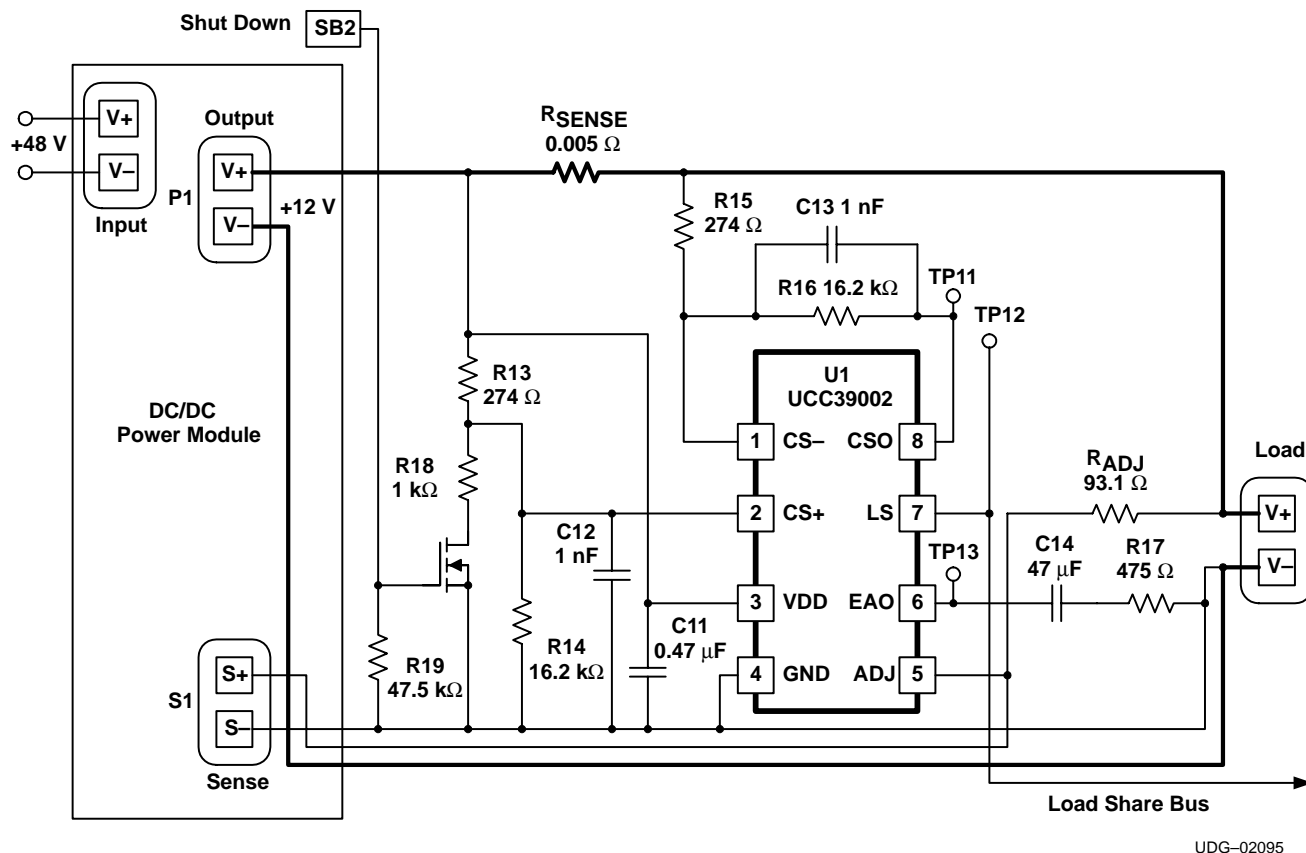 Shut Down
SB2
V+
+48 V
V–
Input
Output
V+
P1
+12 V
V–
RSENSE
0.005 Ω
R15
274 Ω
C13 1 nF
R16 16.2 kΩ
TP11
TP12
R13
274 Ω
U1
UCC39002
DC/DC
Power Module
R18
1 kΩ
1 CS– CSO 8
2 CS+ LS 7
3 VDD EAO 6
4 GND ADJ 5
RADJ
93.1 Ω
Load
V+
V–
C12
1 nF
TP13
C14
47 µF
R17
475 Ω
C11
0.47 µF
R14
16.2 kΩ
R19
47.5 kΩ
S+
S1
S–
Sense
Load Share Bus
UDG–02095